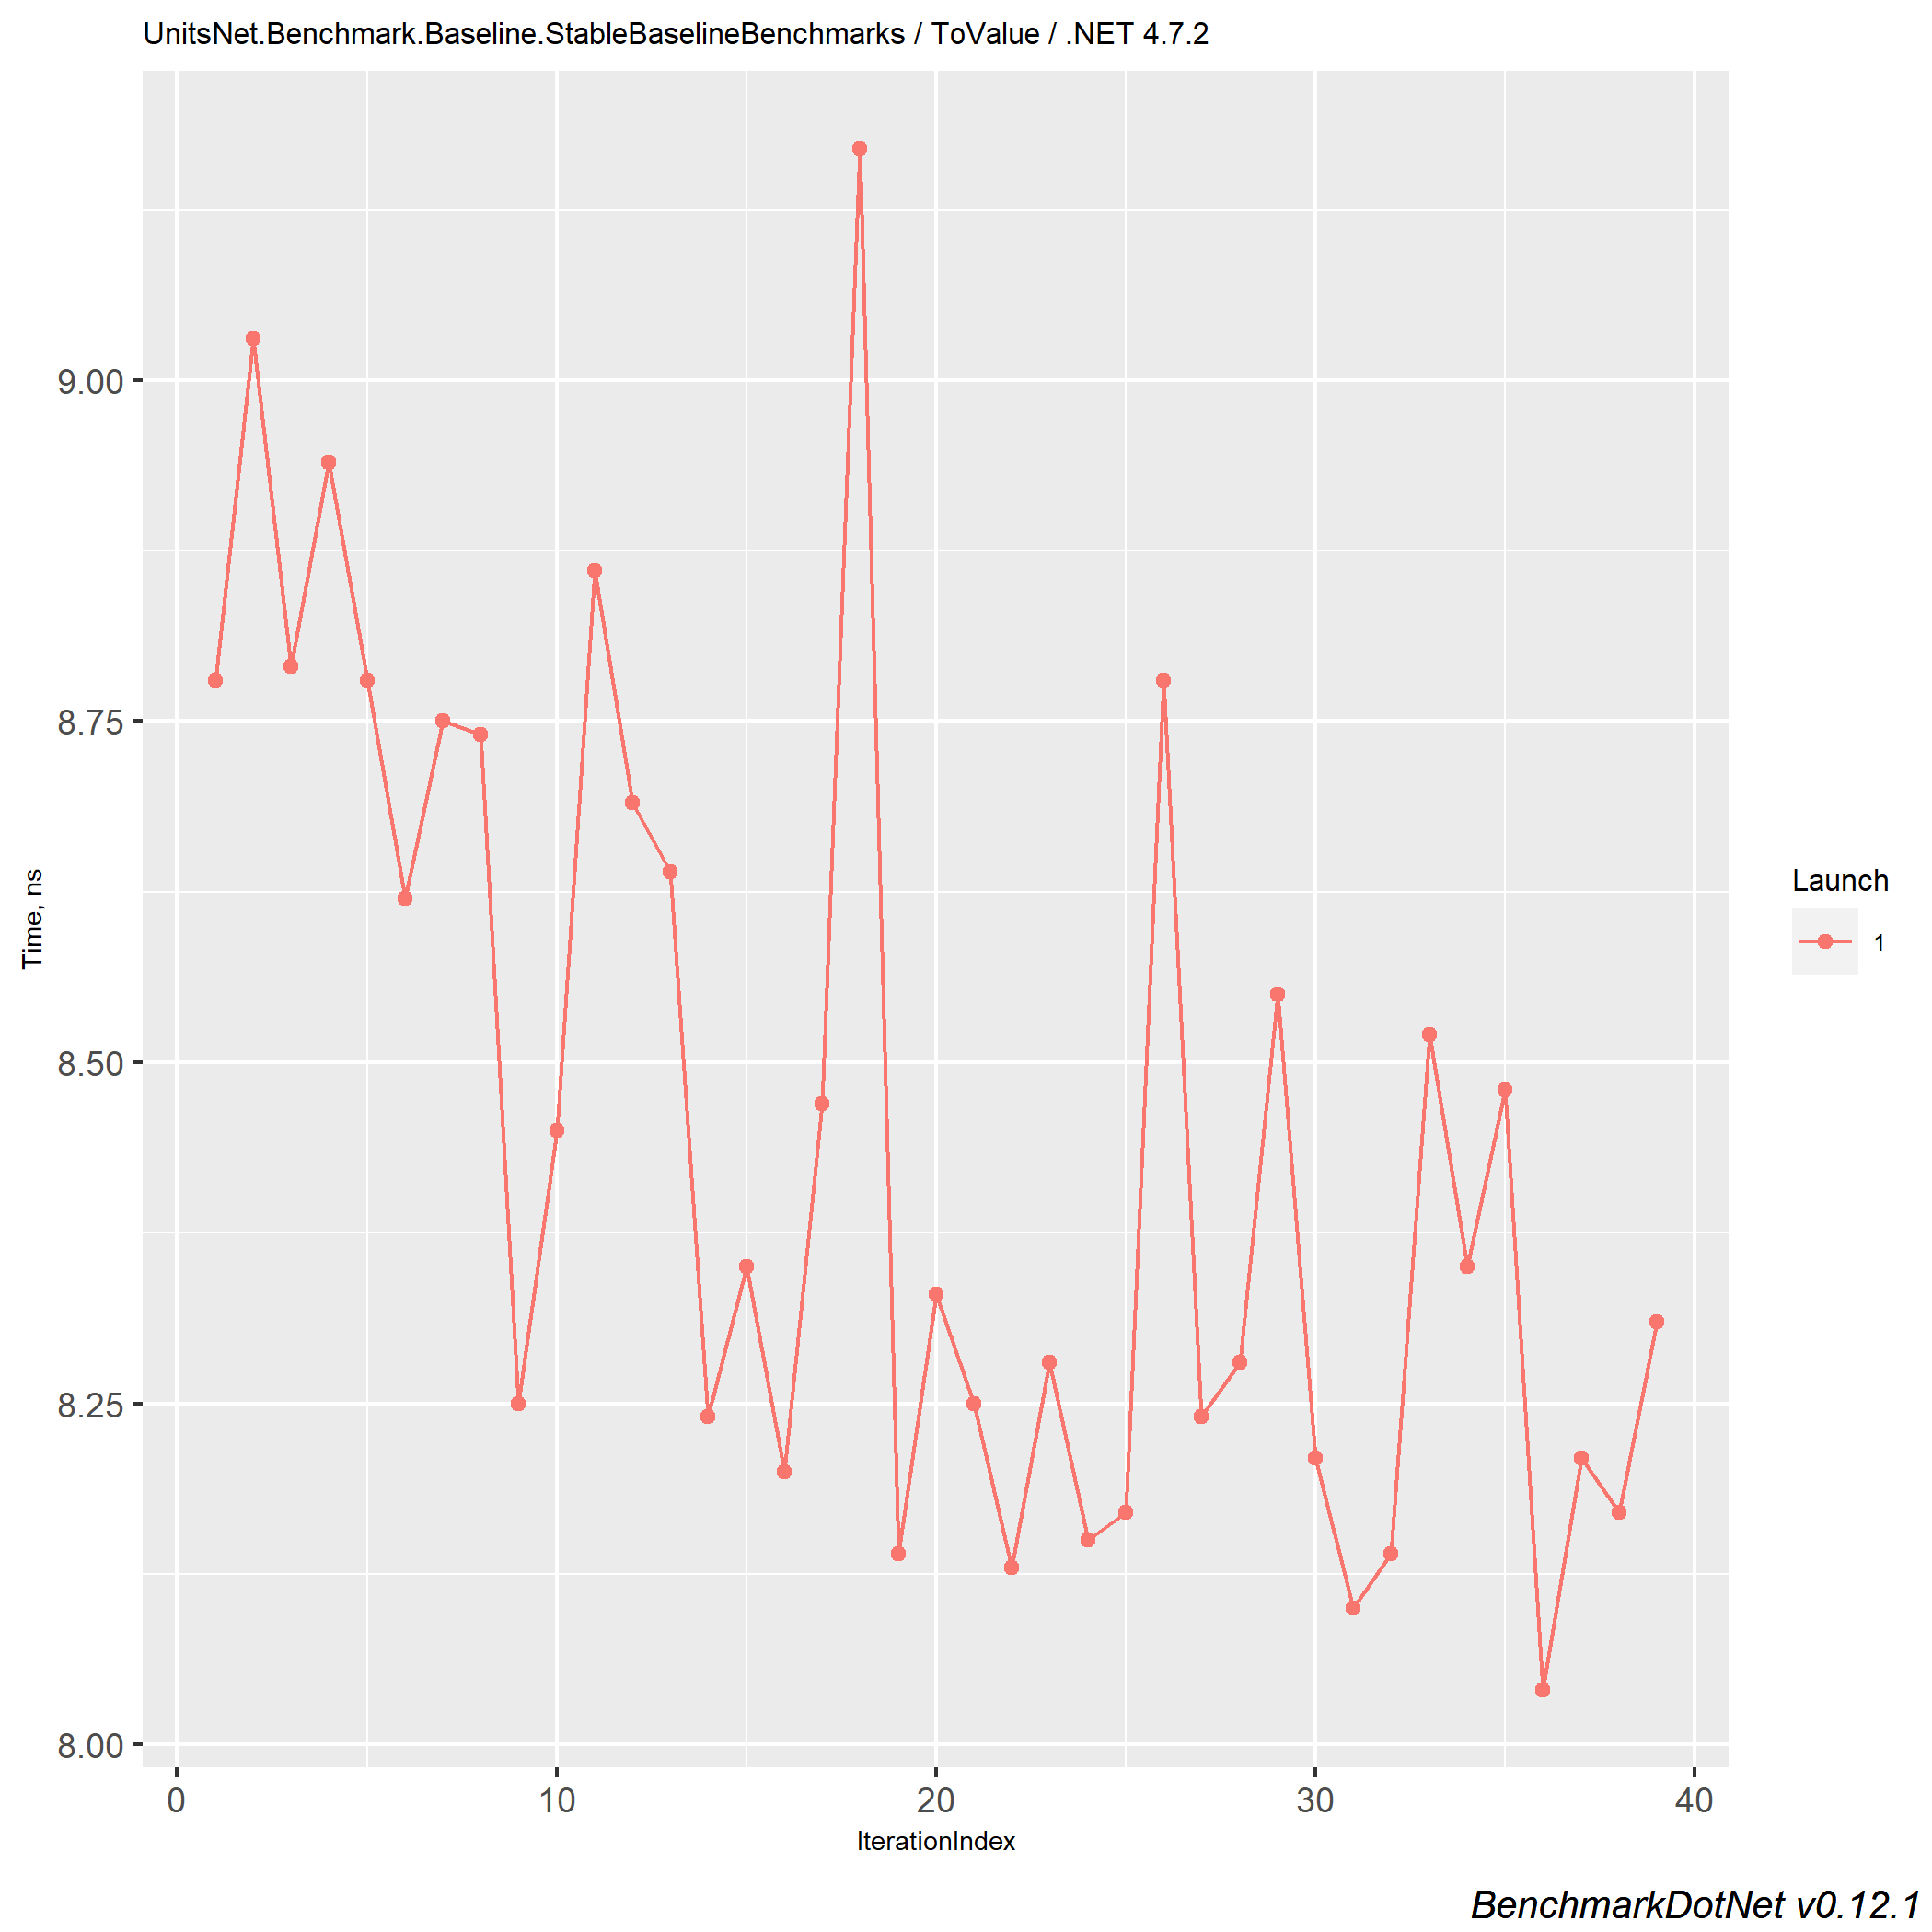 UnitsNet.Benchmark.Baseline.StableBaselineBenchmarks / ToValue / .NET 4.7.2
Time, ns
9.00
8.75
8.50
8.25
8.00
0 10 20 30 40
IterationIndex
Launch
1
BenchmarkDotNet v0.12.1